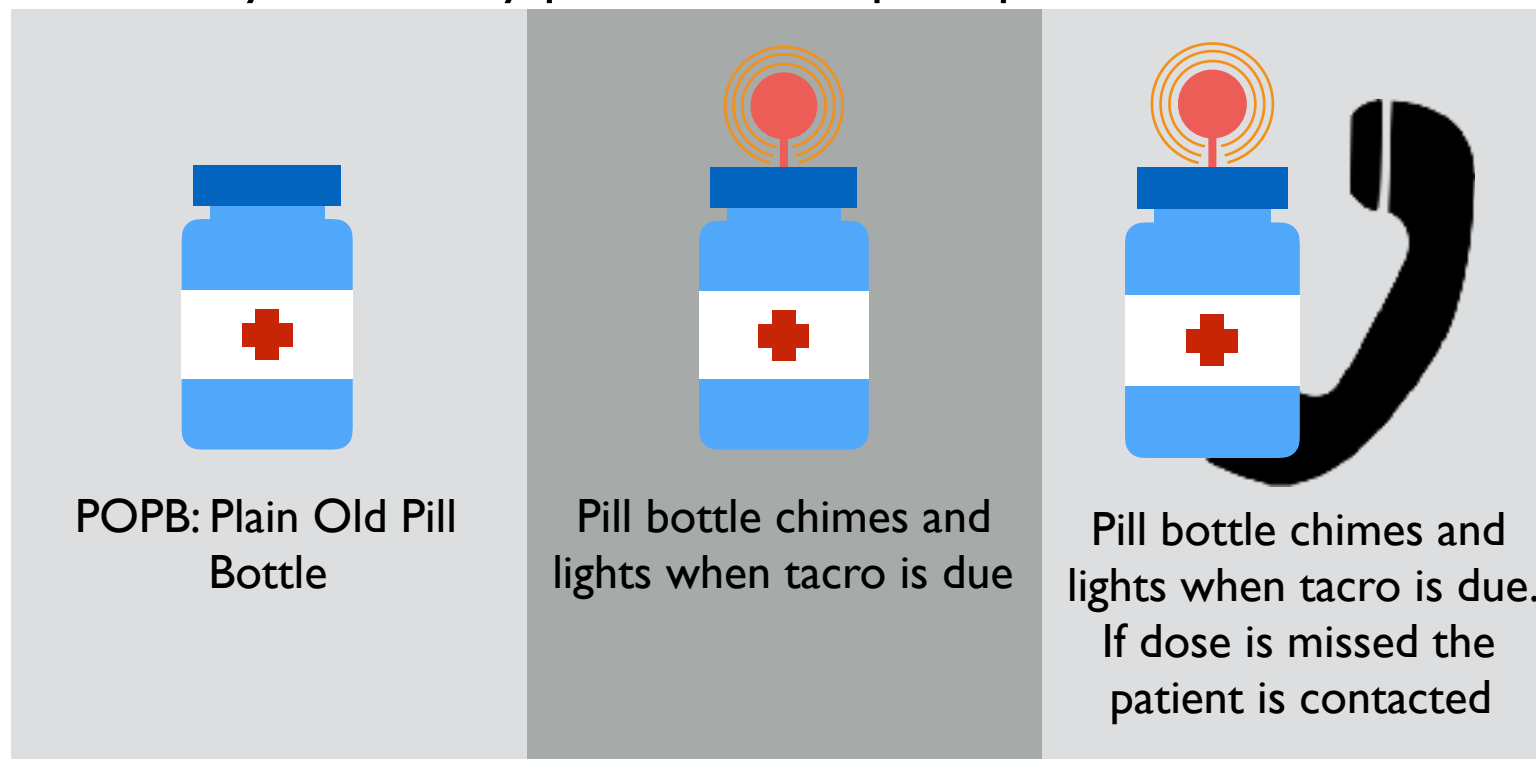 POPB: Plain Old Pill
Bottle
Pill bottle chimes and
lights when tacro is due
Pill bottle chimes and
lights when tacro is due.
If dose is missed the
patient is contacted